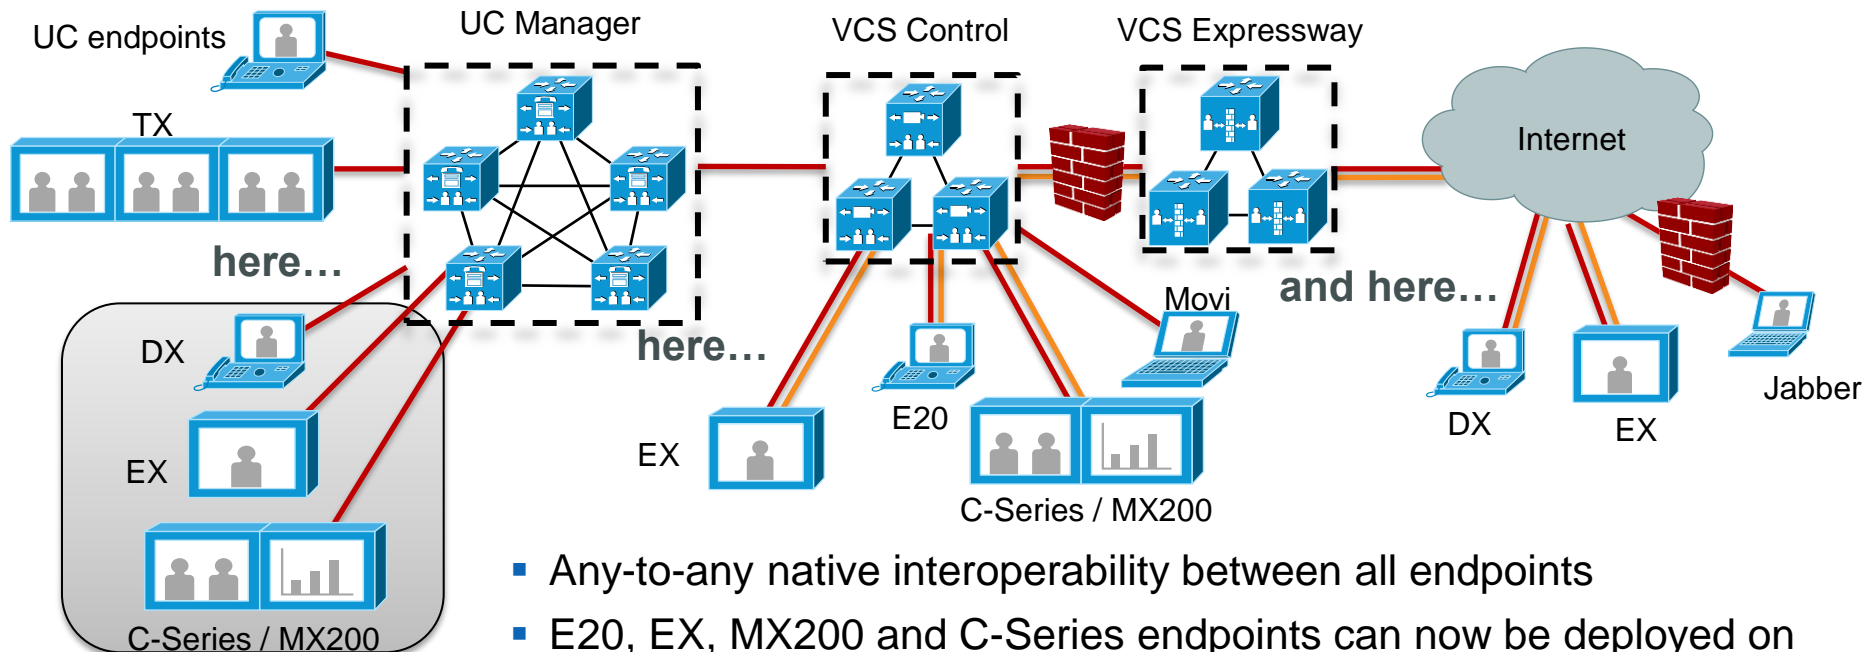 UC endpoints
UC Manager
VCS Control
VCS Expressway
TX
Internet
here…
here…
and here…
DX
EX
C-Series / MX200
EX
E20
Movi
C-Series / MX200
DX
EX
Jabber
Any-to-any native interoperability between all endpoints
E20, EX, MX200 and C-Series endpoints can now be deployed on